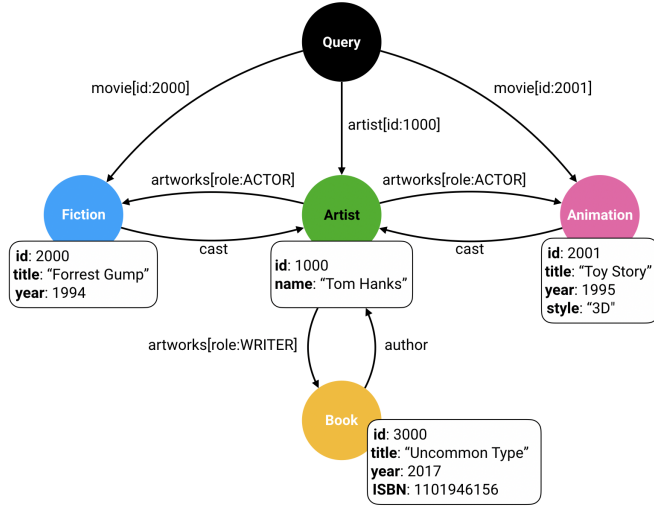 Query
movie[id:2000]
movie[id:2001]
artist[id:1000]
artworks[role:ACTOR]
artworks[role:ACTOR]
Fiction
Artist
Animation
cast
cast
id: 2000
title: “Forrest Gump”
year: 1994
id: 1000
name: “Tom Hanks”
id: 2001
title: “Toy Story”
year: 1995
style: “3D"
artworks[role:WRITER]
author
Book
id: 3000
title: “Uncommon Type”
year: 2017
ISBN: 1101946156